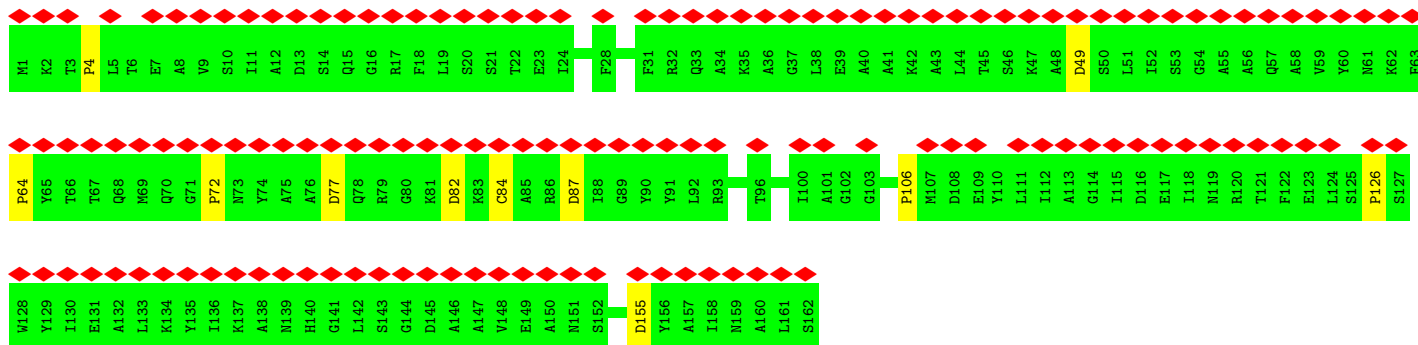 M1 K2 T3 P4 L5 T6 E7 A8 V9 S10 I11 A12 D13 S14 Q15 G16 R17 F18 L19 S20 S21 T22 E23 I24 F28 F31 R32 Q33 A34 K35 A36 G37 L38 E39 A40 A41 K42 A43 L44 T45 S46 K47 A48 D49 S50 L51 I52 S53 G54 A55 A56 Q57 A58 V59 Y60 N61 K62 F63
P64 Y65 T66 T67 Q68 M69 Q70 G71 P72 N73 Y74 A75 A76 D77 Q78 R79 G80 K81 D82 K83 C84 A85 R86 D87 I88 G89 Y90 Y91 L92 R93 T96 I100 A101 G102 G103 P106 M107 D108 E109 Y110 L111 I112 A113 G114 I115 D116 E117 I118 N119 R120 T121 F122 E123 L124 S125 P126 S127
W128 Y129 I130 E131 A132 L133 K134 Y135 I136 K137 A138 N139 H140 G141 L142 S143 G144 D145 A146 A147 V148 E149 A150 N151 S152 D155 Y156 A157 I158 N159 A160 L161 S162